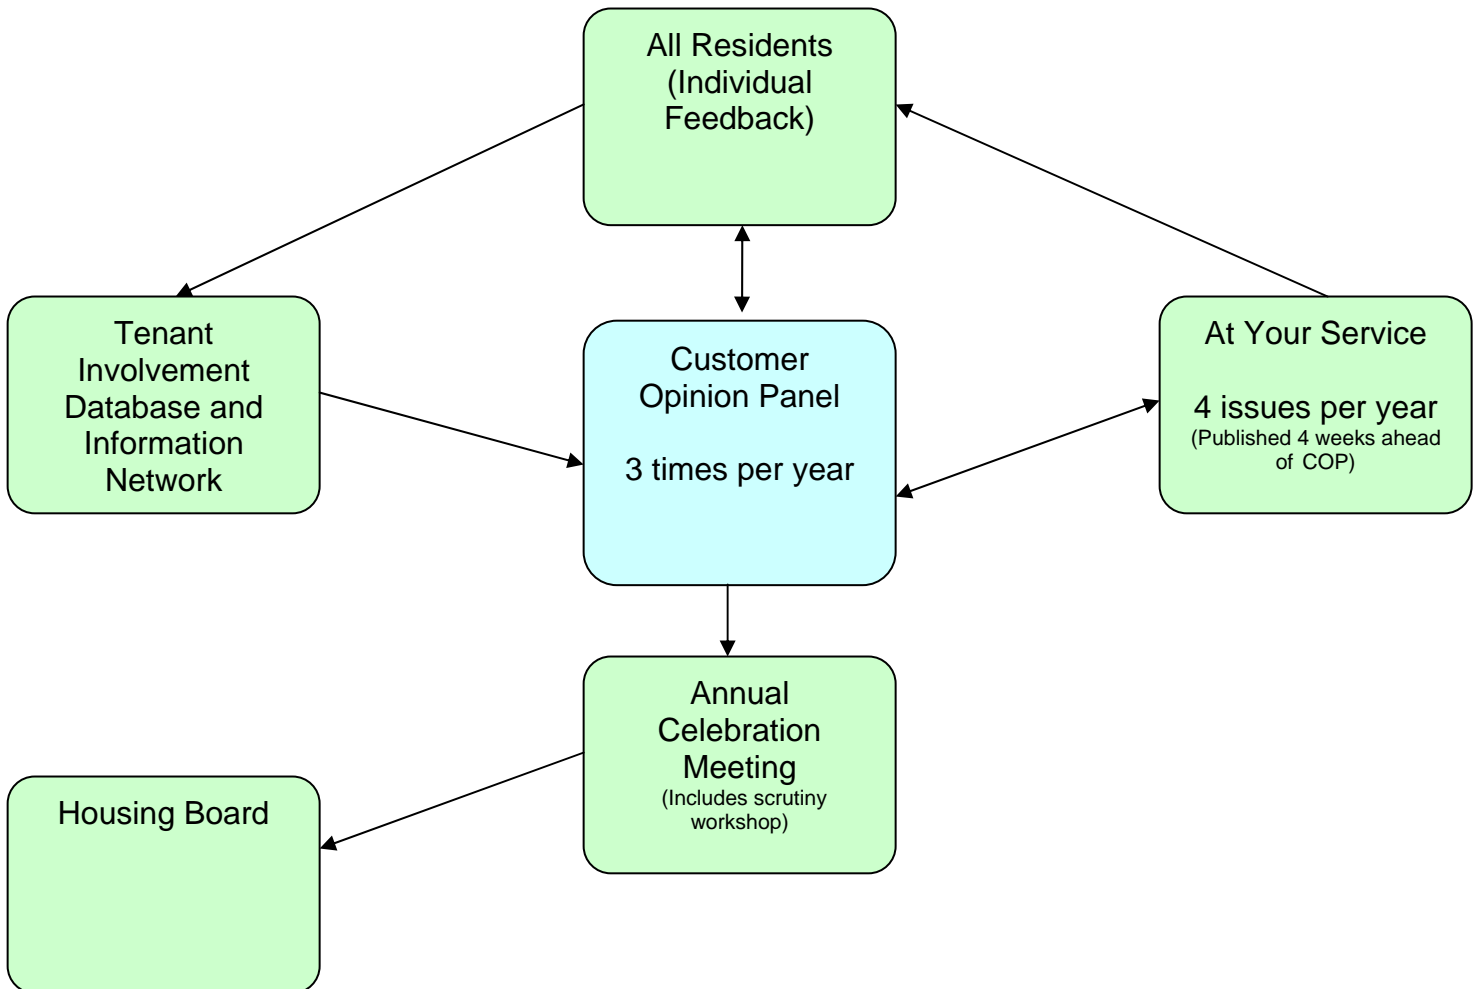 All Residents
(Individual
Feedback)
Tenant
Involvement
Database and
Information
Network
Customer
Opinion Panel
3 times per year
At Your Service
4 issues per year
(Published 4 weeks ahead
of COP)
Annual
Celebration
Meeting
(Includes scrutiny
workshop)
Housing Board